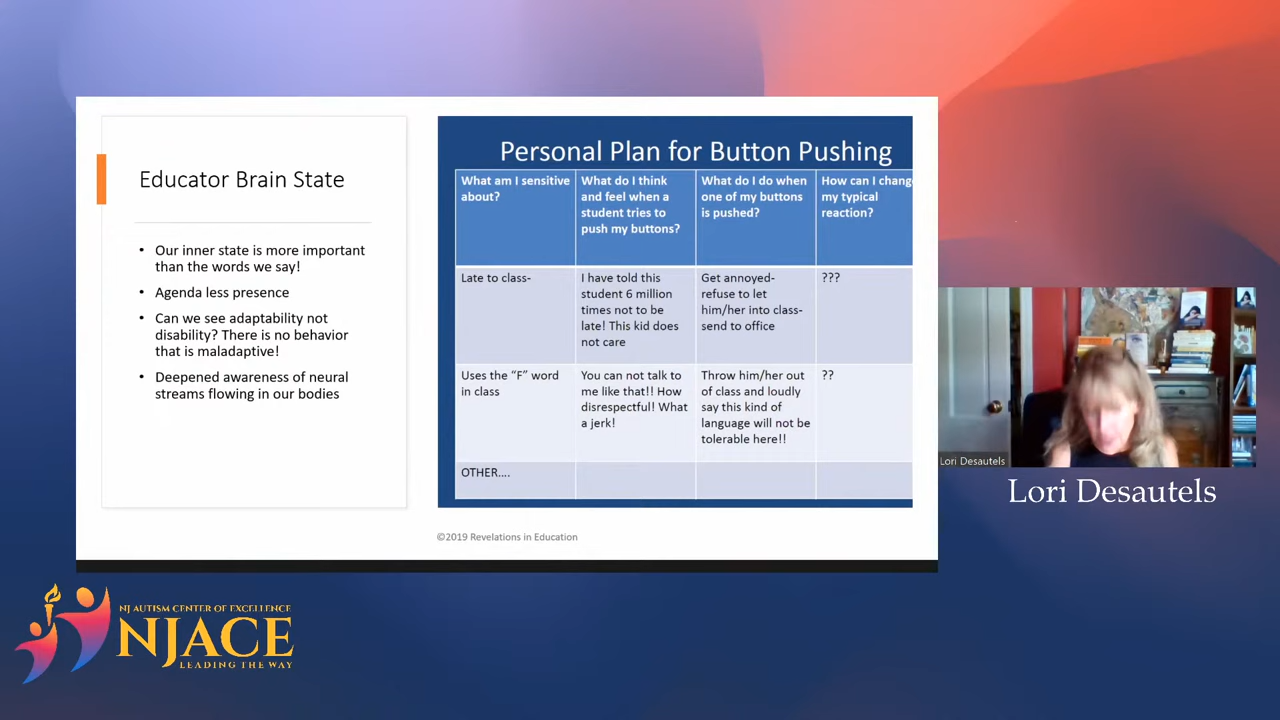 Educator Brain State
• Our inner state is more important
than the words we say!
• Agenda less presence
• Can we see adaptability not
disability? There is no behavior
that is maladaptive!
• Deepened awareness of neural
streams flowing in our bodies
Personal Plan for Button Pushing
What am I sensitive
about?
What do I think
and feel when a
student tries to
push my buttons?
What do I do when
one of my buttons
is pushed?
How can I chang
my typical
reaction?
Late to class-
I have told this
student 6 million
times not to be
late! This kid does
not care
Get annoyed-
refuse to let
him/her into class-
send to office
???
Uses the “F” word
in class
You can not talk to
me like that!! How
disrespectful! What
a jerk!
Throw him/her out
of class and loudly
say this kind of
language will not be
tolerable here!!
??
OTHER....
©2019 Revelations in Education
Lori Desautels
Lori Desautels
NJ AUTISM CENTER OF EXCELLENCE
NJACE
LEADING THE WAY